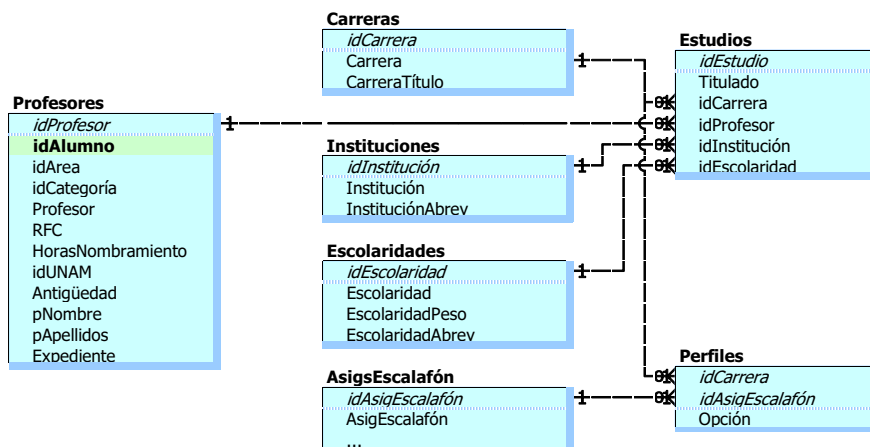 Carreras
idCarrera
Carrera
CarreraTítulo
1
Estudios
idEstudio
Titulado
idCarrera
idProfesor
idInstitución
idEscolaridad
Profesores
idProfesor
1
idAlumno
idArea
idCategoría
Profesor
RFC
HorasNombramiento
idUNAM
Antigüedad
pNombre
pApellidos
Expediente
Instituciones
idInstitución
1
Institución
InstituciónAbrev
Escolaridades
idEscolaridad
1
Escolaridad
EscolaridadPeso
EscolaridadAbrev
AsigsEscalafón
idAsigEscalafón
1
AsigEscalafón
...
Perfiles
idCarrera
idAsigEscalafón
Opción